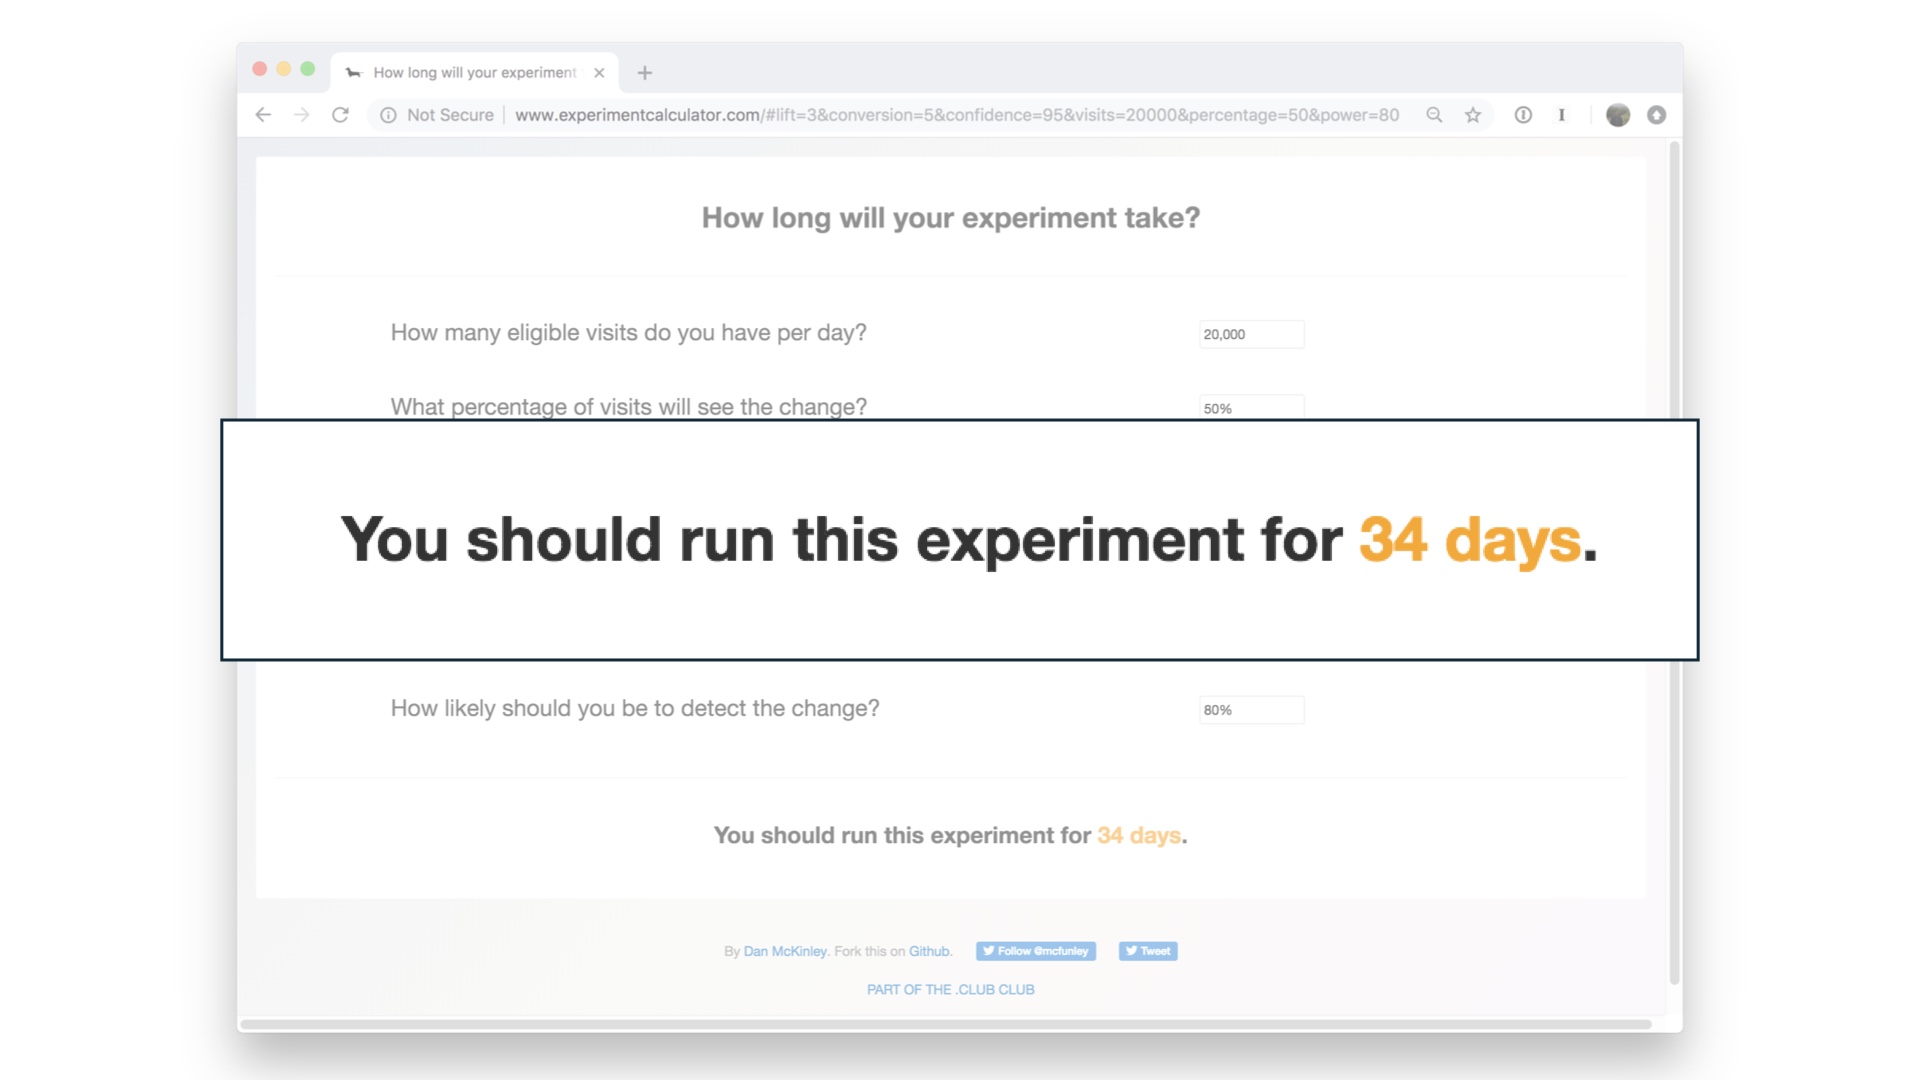 How long will your experiment
Not Secure
www.experimentcalculator.com/#lift=3&conversion=5&confidence=95&visits=20000&percentage=50&power=80
How long will your experiment take?
How many eligible visits do you have per day? 20,000
What percentage of visits will see the change? 50%
You should run this experiment for 34 days.
How likely should you be to detect the change? 80%
You should run this experiment for 34 days.
By Dan McKinley. Fork this on Github. Follow @mcfunley Tweet
PART OF THE .CLUB CLUB